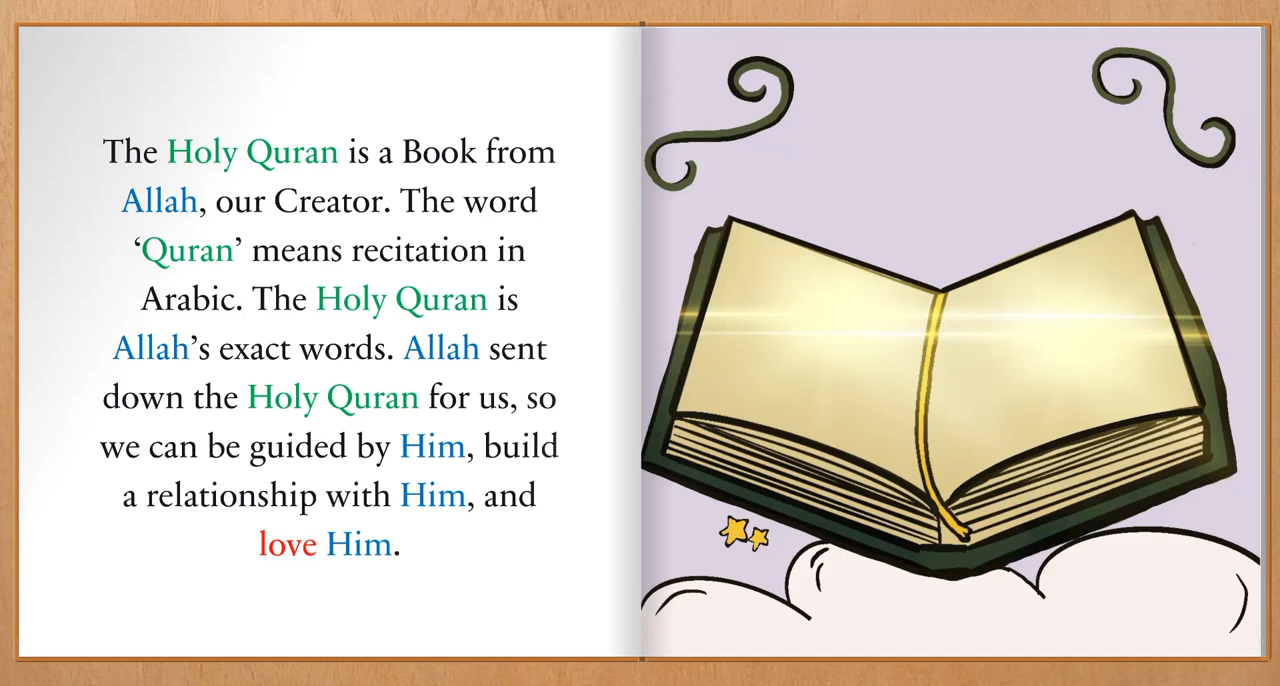 The Holy Quran is a Book from
Allah, our Creator. The word
‘Quran’ means recitation in
Arabic. The Holy Quran is
Allah’s exact words. Allah sent
down the Holy Quran for us, so
we can be guided by Him, build
a relationship with Him, and
love Him.